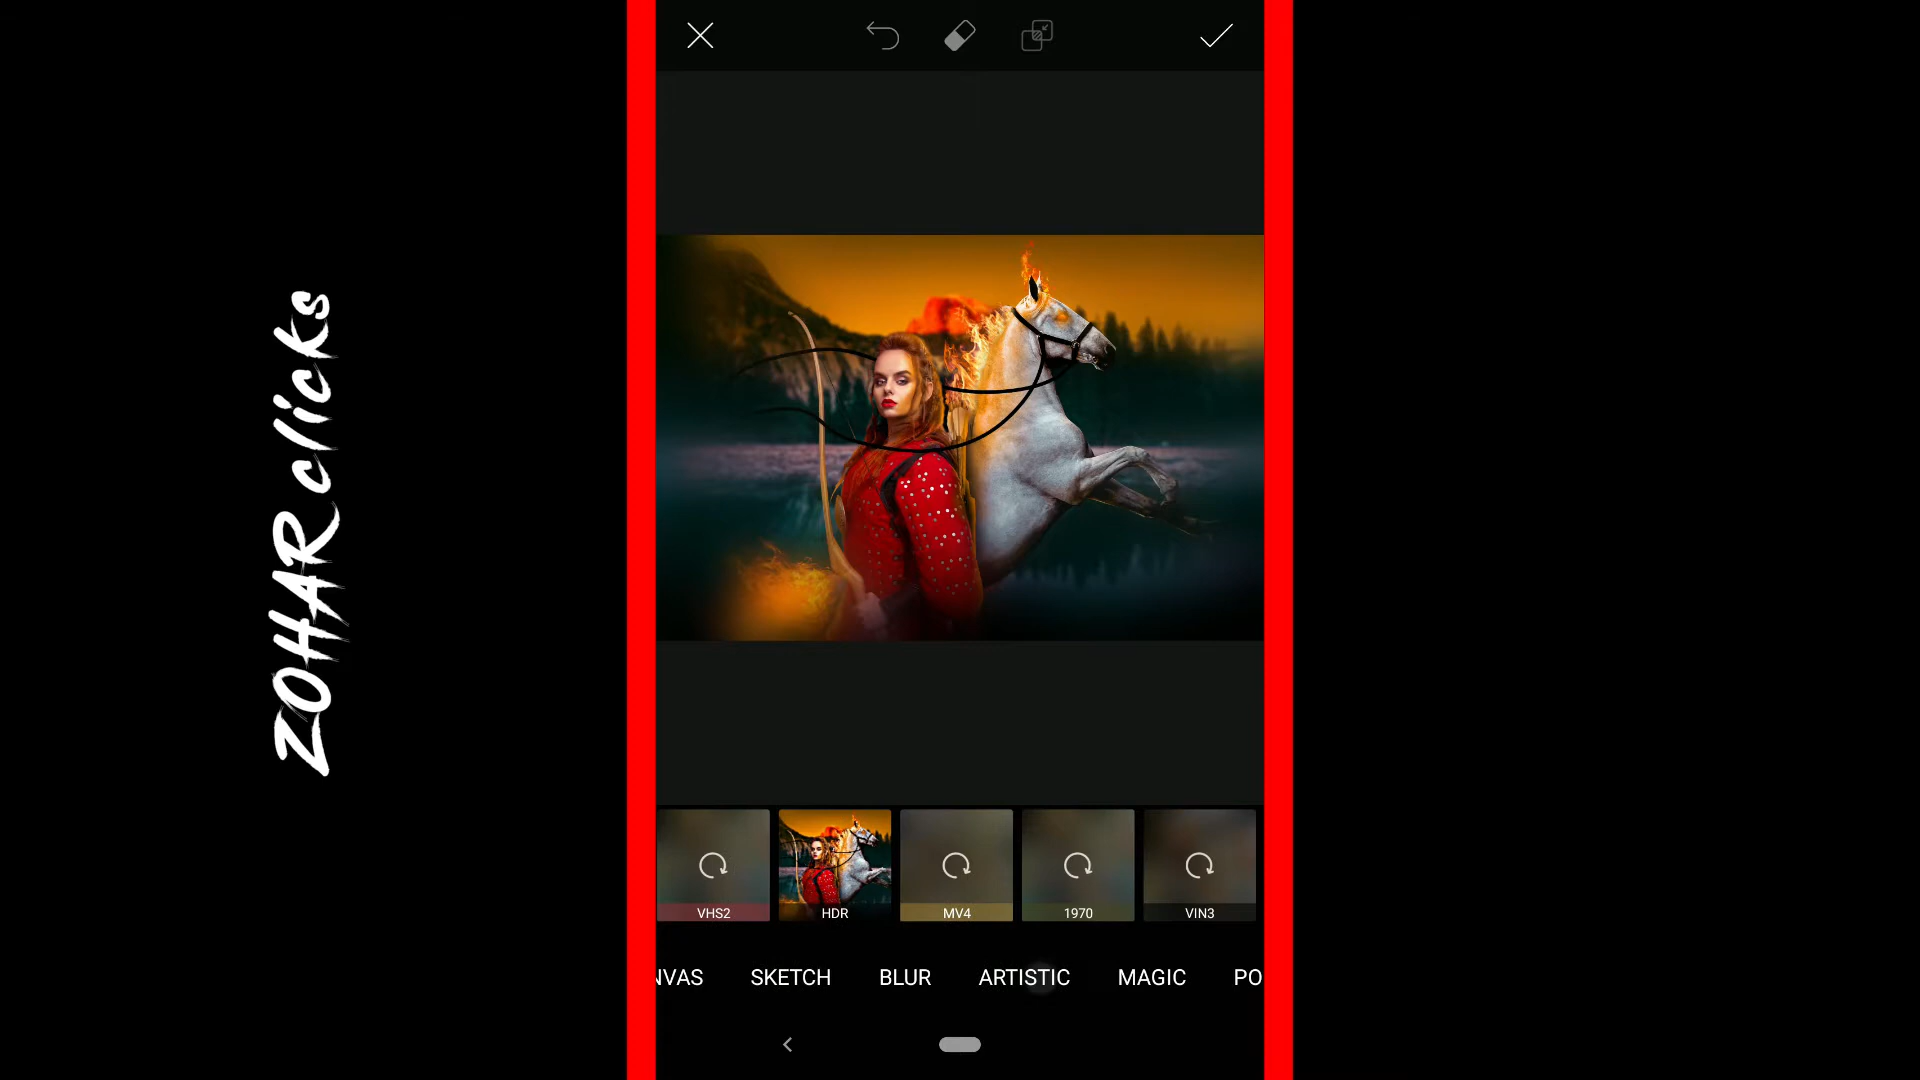 ZOHAR clicks
VHS2
HDR
MV4
1970
VIN3
NVAS SKETCH BLUR ARTISTIC MAGIC PO